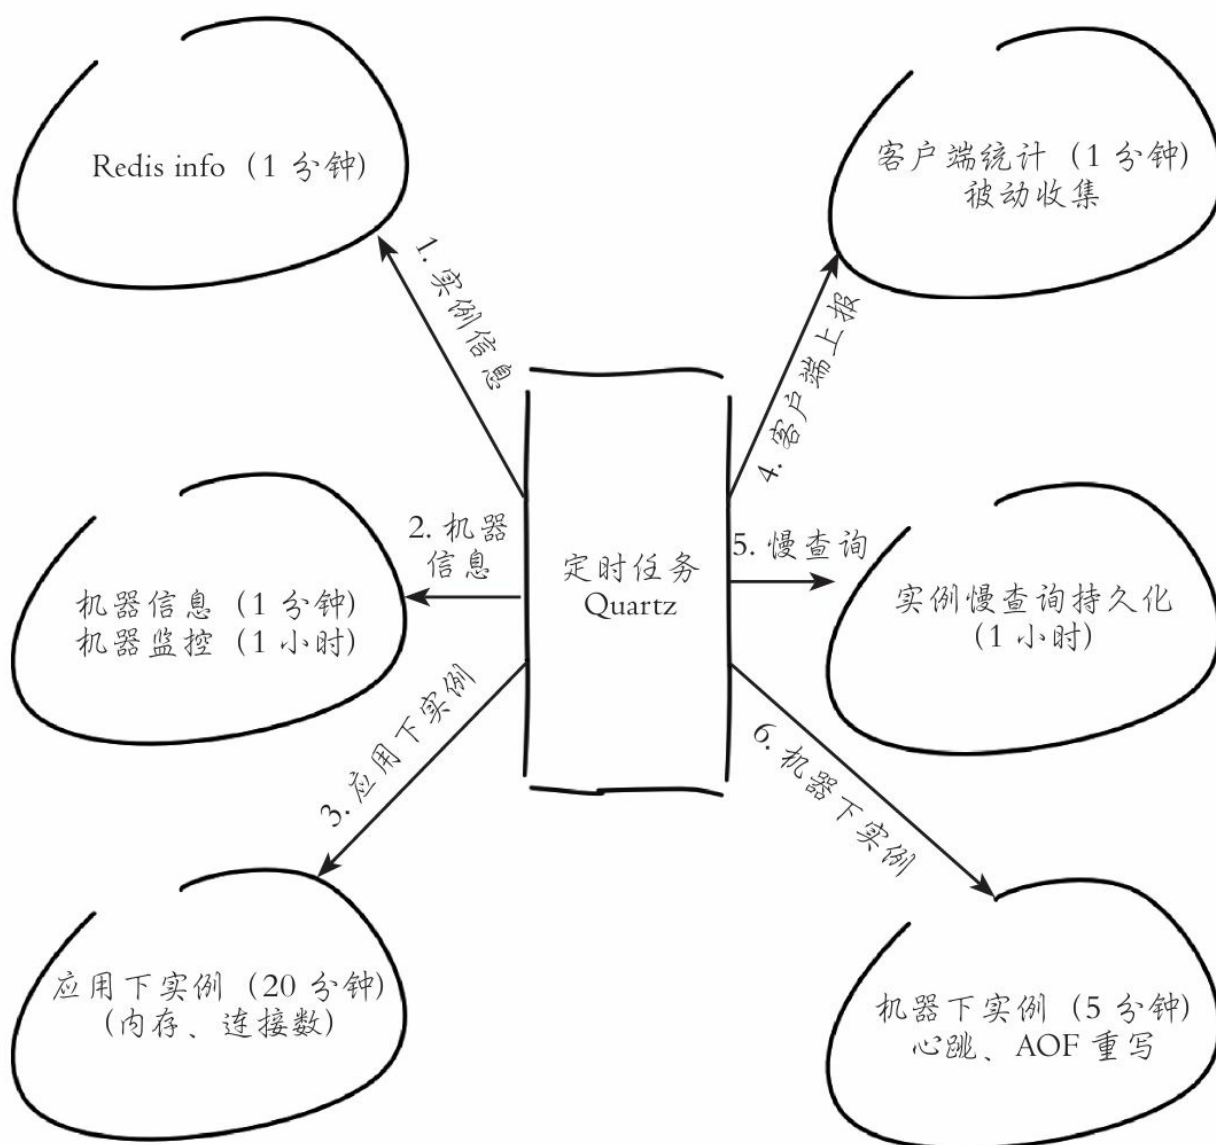 Redis info（1 分钟）
客户端统计（1 分钟）
被动收集
1. 实例信息
4. 客户端上报
2. 机器
信息
5. 慢查询
定时任务
Quartz
机器信息（1 分钟）
机器监控（1 小时）
实例慢查询持久化
（1 小时）
3. 应用下实例
6. 机器下实例
应用下实例（20 分钟）
（内存、连接数）
机器下实例（5 分钟）
心跳、AOF 重写